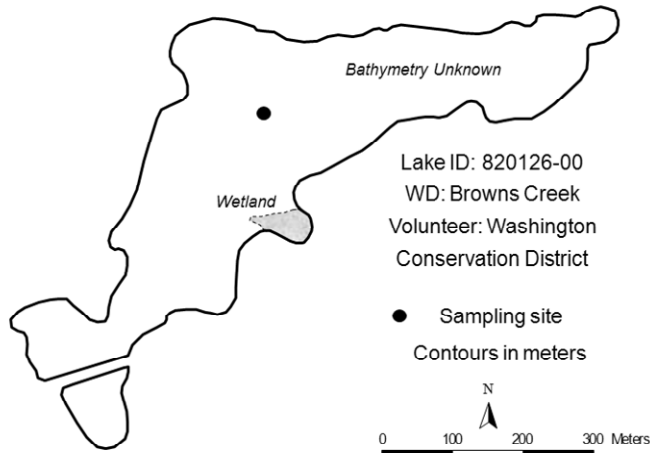 Bathymetry Unknown
Wetland
Lake ID: 820126-00
WD: Browns Creek
Volunteer: Washington
Conservation District
Sampling site
Contours in meters
N
0 100 200 300 Meters